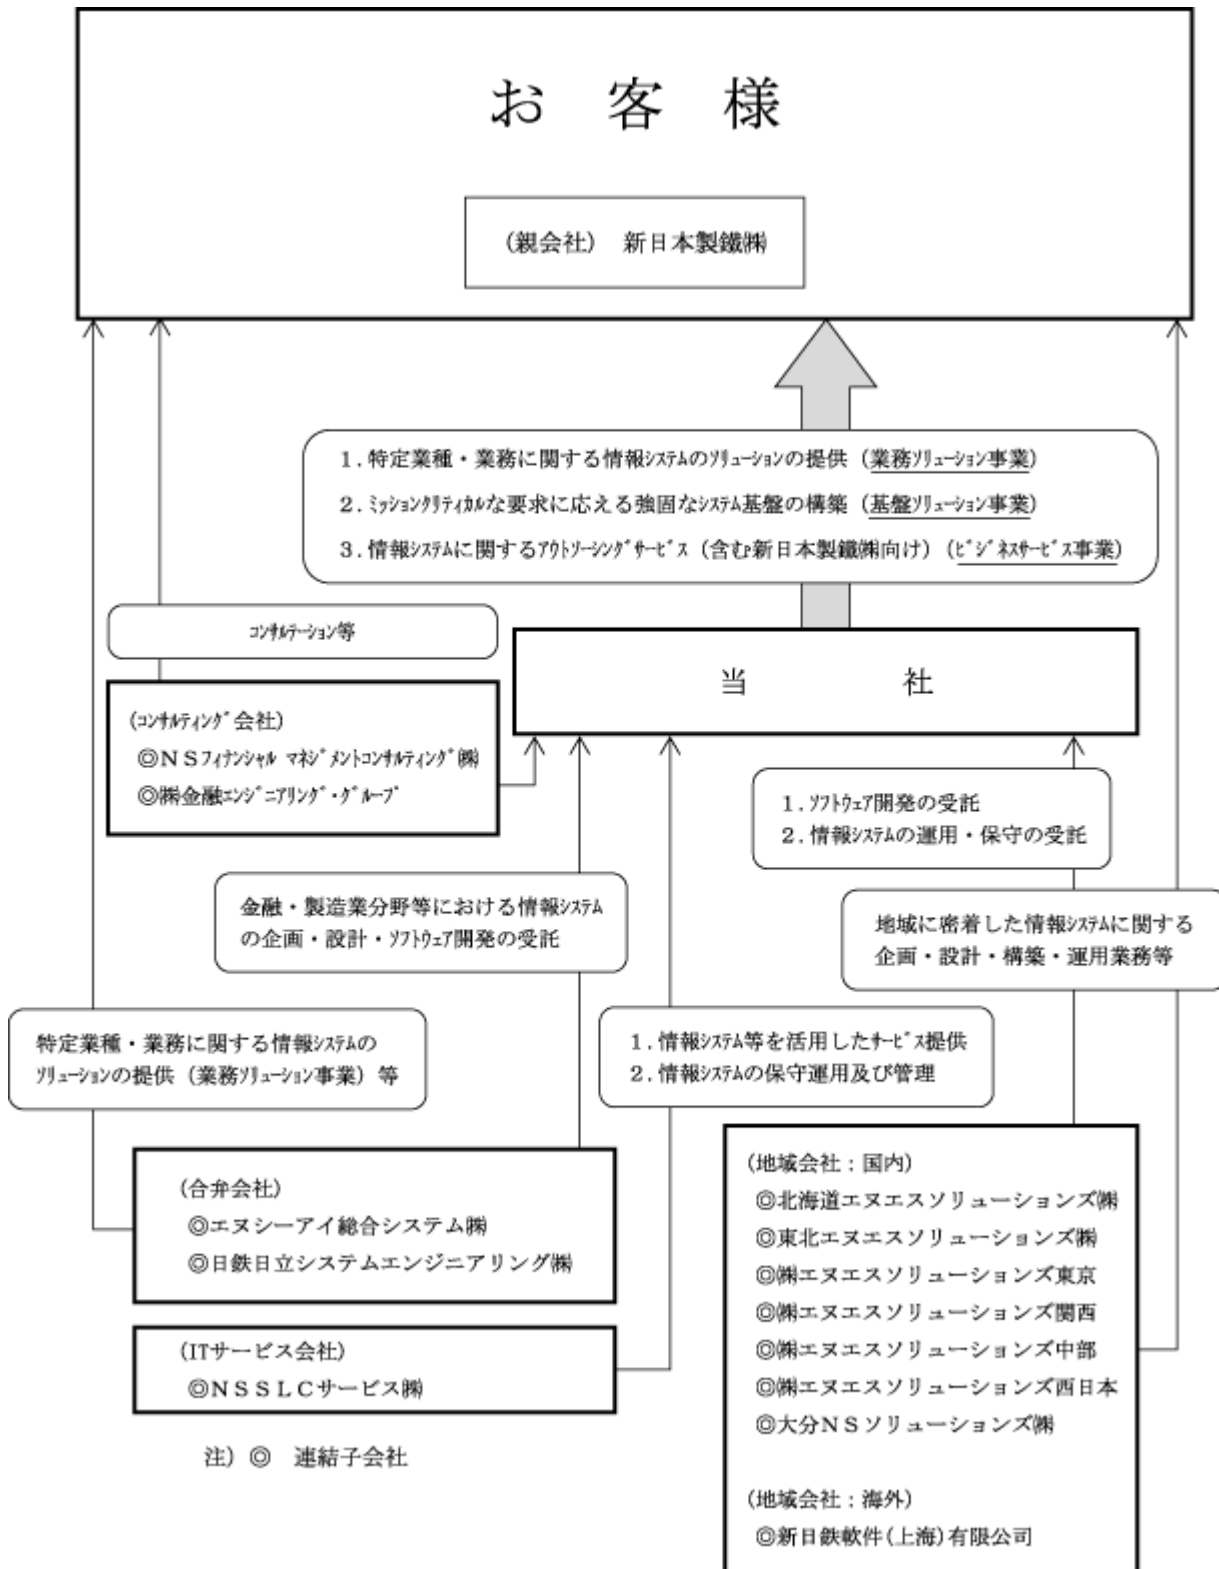 お 客 様
(親会社) 新日本製鐵㈱
1.特定業種・業務に関する情報ｼｽﾃﾑのｿﾘｭｰｼｮﾝの提供 (業務ｿﾘｭｰｼｮﾝ事業)
2.ﾐｯｼｮﾝｸﾘﾃｨｶﾙな要求に応える強固なｼｽﾃﾑ基盤の構築 (基盤ｿﾘｭｰｼｮﾝ事業)
3.情報ｼｽﾃﾑに関するｱｳﾄｿｰｼﾝｸﾞｻｰﾋﾞｽ (含む新日本製鐵㈱向け) (ﾋﾞｼﾞﾈｽｻｰﾋﾞｽ事業)
ｺﾝｻﾙﾃｰｼｮﾝ等
当 社
(ｺﾝｻﾙﾃｨﾝｸﾞ会社)
◎ＮＳﾌｨﾅﾝｼｬﾙ ﾏﾈｼﾞﾒﾝﾄｺﾝｻﾙﾃｨﾝｸﾞ㈱
◎㈱金融ｴﾝｼﾞﾆｱﾘﾝｸﾞ・ｸﾞﾙｰﾌﾟ
1.ｿﾌﾄｳｪｱ開発の受託
2.情報ｼｽﾃﾑの運用・保守の受託
金融・製造業分野等における情報ｼｽﾃﾑ
の企画・設計・ｿﾌﾄｳｪｱ開発の受託
地域に密着した情報ｼｽﾃﾑに関する
企画・設計・構築・運用業務等
特定業種・業務に関する情報ｼｽﾃﾑの
ｿﾘｭｰｼｮﾝの提供 (業務ｿﾘｭｰｼｮﾝ事業) 等
1.情報ｼｽﾃﾑ等を活用したｻｰﾋﾞｽ提供
2.情報ｼｽﾃﾑの保守運用及び管理
(合弁会社)
◎エヌシーアイ総合システム㈱
◎日鉄日立システムエンジニアリング㈱
(ITサービス会社)
◎ＮＳＳＬＣサービス㈱
注) ◎ 連結子会社
(地域会社：国内)
◎北海道エヌエスソリューションズ㈱
◎東北エヌエスソリューションズ㈱
◎㈱エヌエスソリューションズ東京
◎㈱エヌエスソリューションズ関西
◎㈱エヌエスソリューションズ中部
◎㈱エヌエスソリューションズ西日本
◎大分ＮＳソリューションズ㈱
(地域会社：海外)
◎新日鉄軟件(上海)有限公司